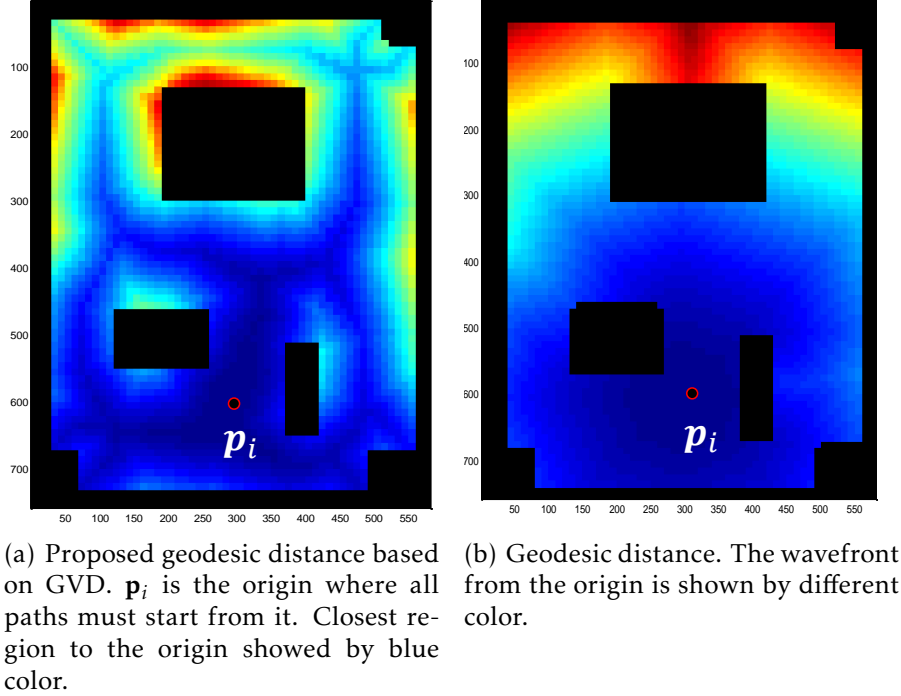 100
200
300
400
500
600
700
50 100 150 200 250 300 350 400 450 500 550
p_i
100
200
300
400
500
600
700
50 100 150 200 250 300 350 400 450 500 550
p_i
(a) Proposed geodesic distance based
on GVD. p_i is the origin where all
paths must start from it. Closest re-
gion to the origin showed by blue
color.
(b) Geodesic distance. The wavefront
from the origin is shown by different
color.